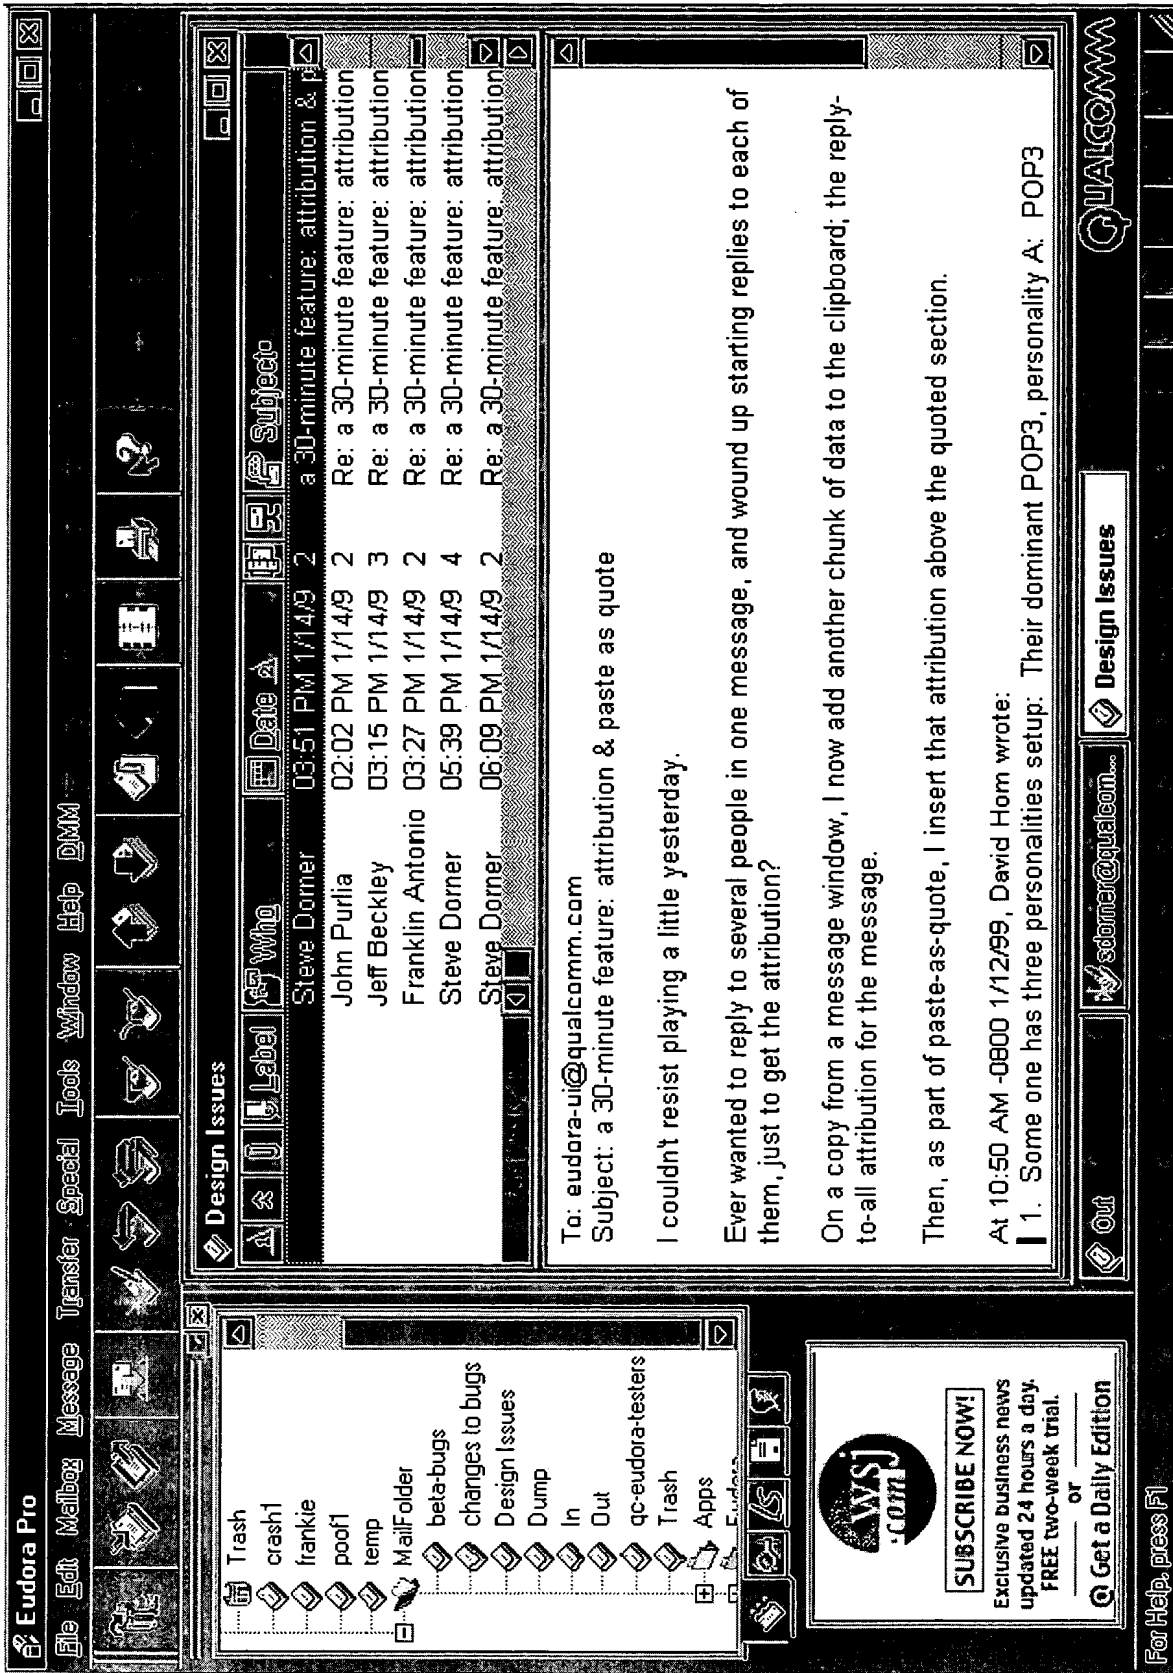 Eudora Pro
File Edit Mailbox Message Transfer Special Tools Window Help DMM
Trash
crash1
frankie
poof1
temp
MailFolder
beta-bugs
changes to bugs
Design Issues
Dump
In
Out
qc-eudora-testers
Trash
Apps
Eudora
WSJ
.com
SUBSCRIBE NOW!
Exclusive business news
updated 24 hours a day.
FREE two-week trial.
or
@ Get a Daily Edition
Design Issues
Label Who Date Subject
Steve Dorner 03:51 PM 1/14/9 2 a 30-minute feature: attribution & p
John Purlia 02:02 PM 1/14/9 2 Re: a 30-minute feature: attribution
Jeff Beckley 03:15 PM 1/14/9 3 Re: a 30-minute feature: attribution
Franklin Antonio 03:27 PM 1/14/9 2 Re: a 30-minute feature: attribution
Steve Dorner 05:39 PM 1/14/9 4 Re: a 30-minute feature: attribution
Steve Dorner 06:09 PM 1/14/9 2 Re: a 30-minute feature: attribution
To: eudora-ui@qualcomm.com
Subject: a 30-minute feature: attribution & paste as quote
I couldn't resist playing a little yesterday.
Ever wanted to reply to several people in one message, and wound up starting replies to each of
them, just to get the attribution?
On a copy from a message window, I now add another chunk of data to the clipboard; the reply-
to-all attribution for the message.
Then, as part of paste-as-quote, I insert that attribution above the quoted section.
At 10:50 AM -0800 1/12/99, David Hom wrote:
1. Some one has three personalities setup: Their dominant POP3, personality A: POP3
Out
sdorner@qualcom...
Design Issues
QUALCOMM
For Help, press F1